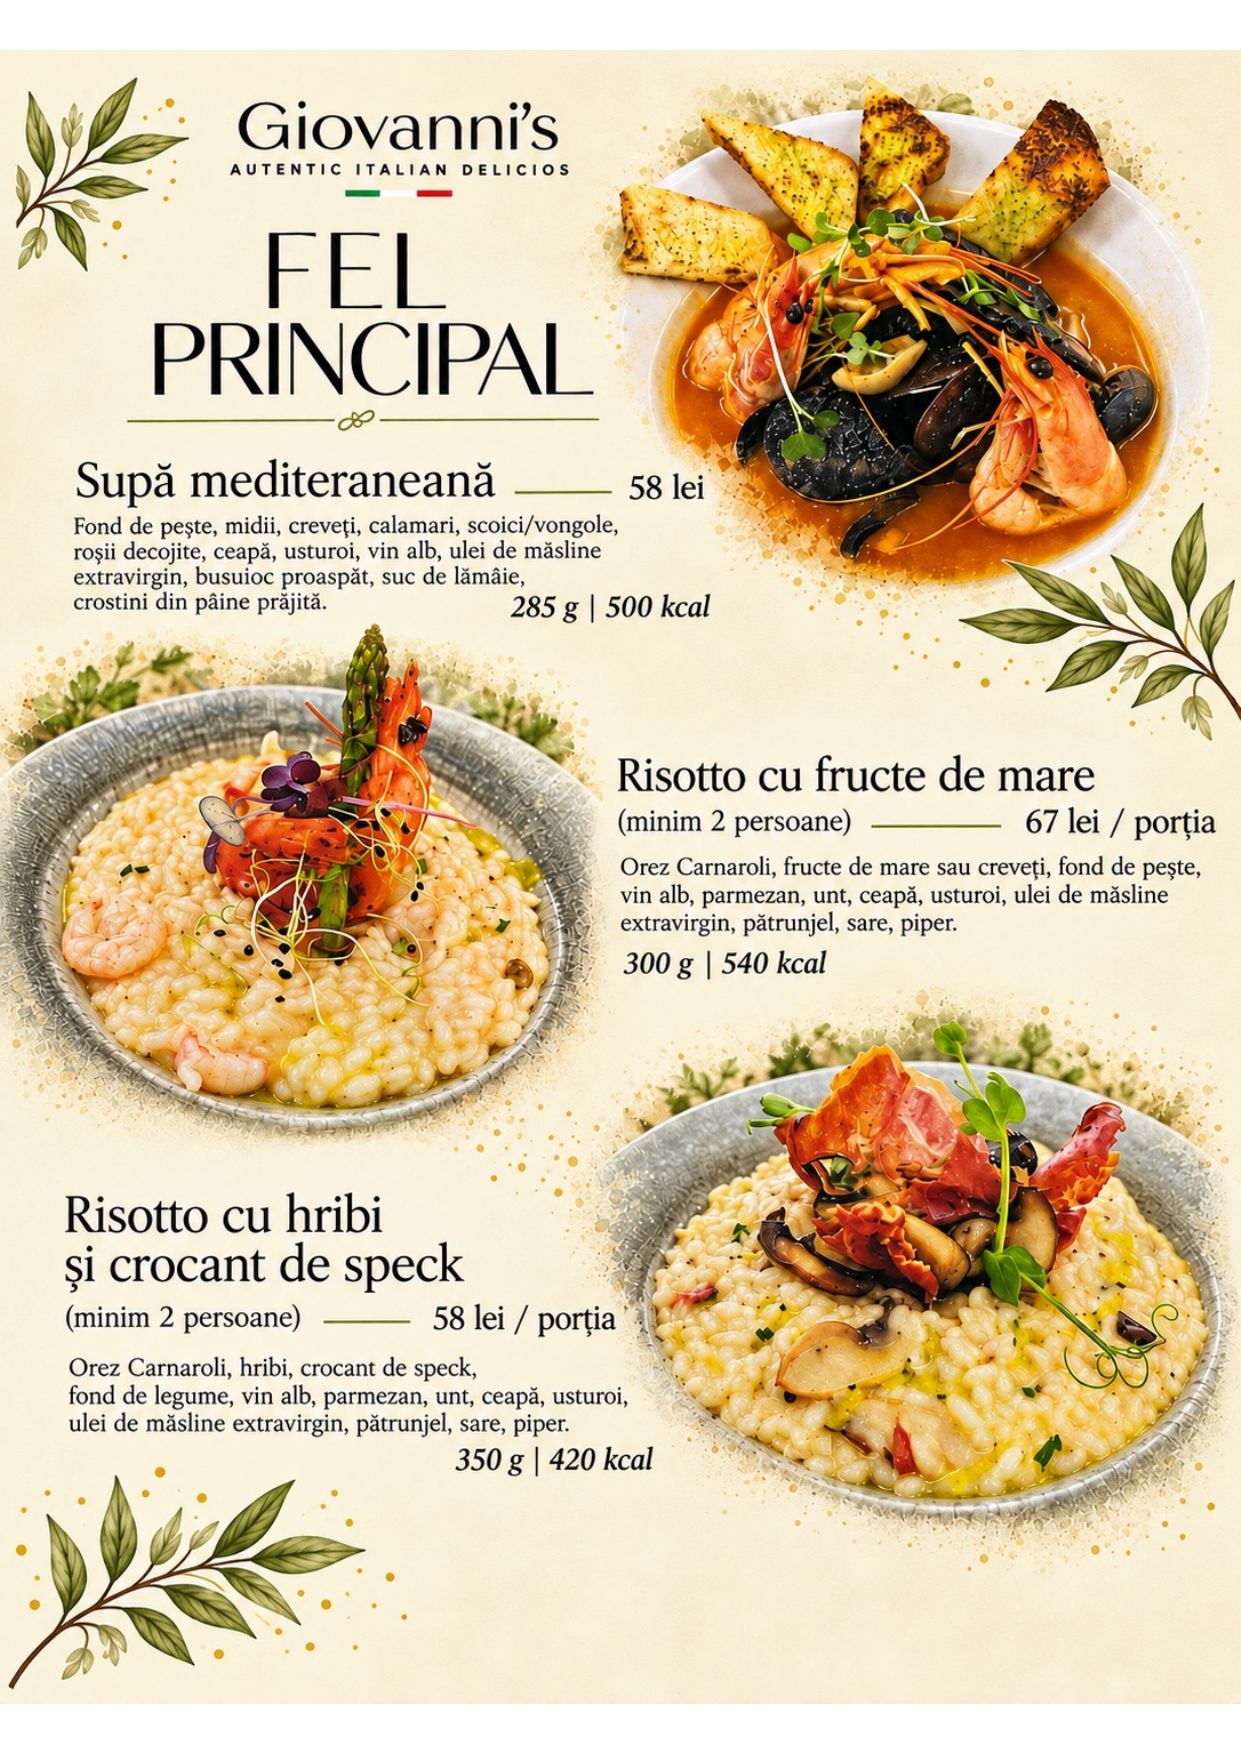 Giovanni's
AUTENTIC ITALIAN DELICIOS
FEL
PRINCIPAL
Supă mediteraneană 58 lei
Fond de pește, midii, creveți, calamari, scoici/vongole,
roșii decojite, ceapă, usturoi, vin alb, ulei de măsline
extravirgin, busuioc proaspăt, suc de lămâie,
crostini din pâine prăjită.
285 g | 500 kcal
Risotto cu fructe de mare
(minim 2 persoane) 67 lei / porția
Orez Carnaroli, fructe de mare sau creveți, fond de pește,
vin alb, parmezan, unt, ceapă, usturoi, ulei de măsline
extravirgin, pătrunjel, sare, piper.
300 g | 540 kcal
Risotto cu hribi
și crocant de speck
(minim 2 persoane) 58 lei / porția
Orez Carnaroli, hribi, crocant de speck,
fond de legume, vin alb, parmezan, unt, ceapă, usturoi,
ulei de măsline extravirgin, pătrunjel, sare, piper.
350 g | 420 kcal